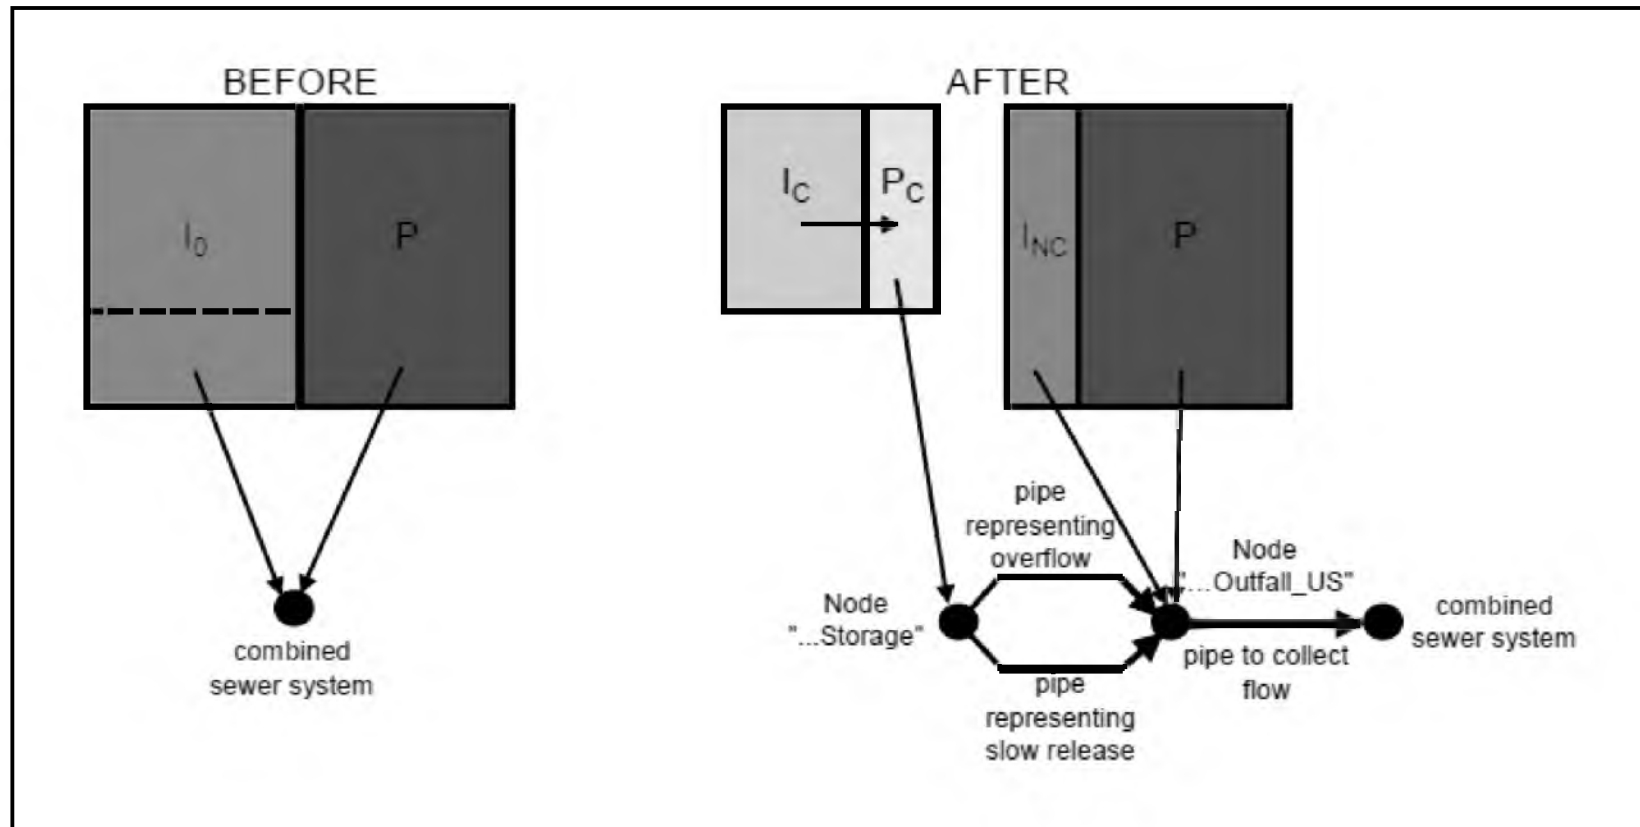 BEFORE
I0
P
combined
sewer system
AFTER
IC
PC
INC
P
pipe
representing
overflow
Node
"...Storage"
Node
"...Outfall_US"
combined
sewer system
pipe to collect
flow
pipe
representing
slow release